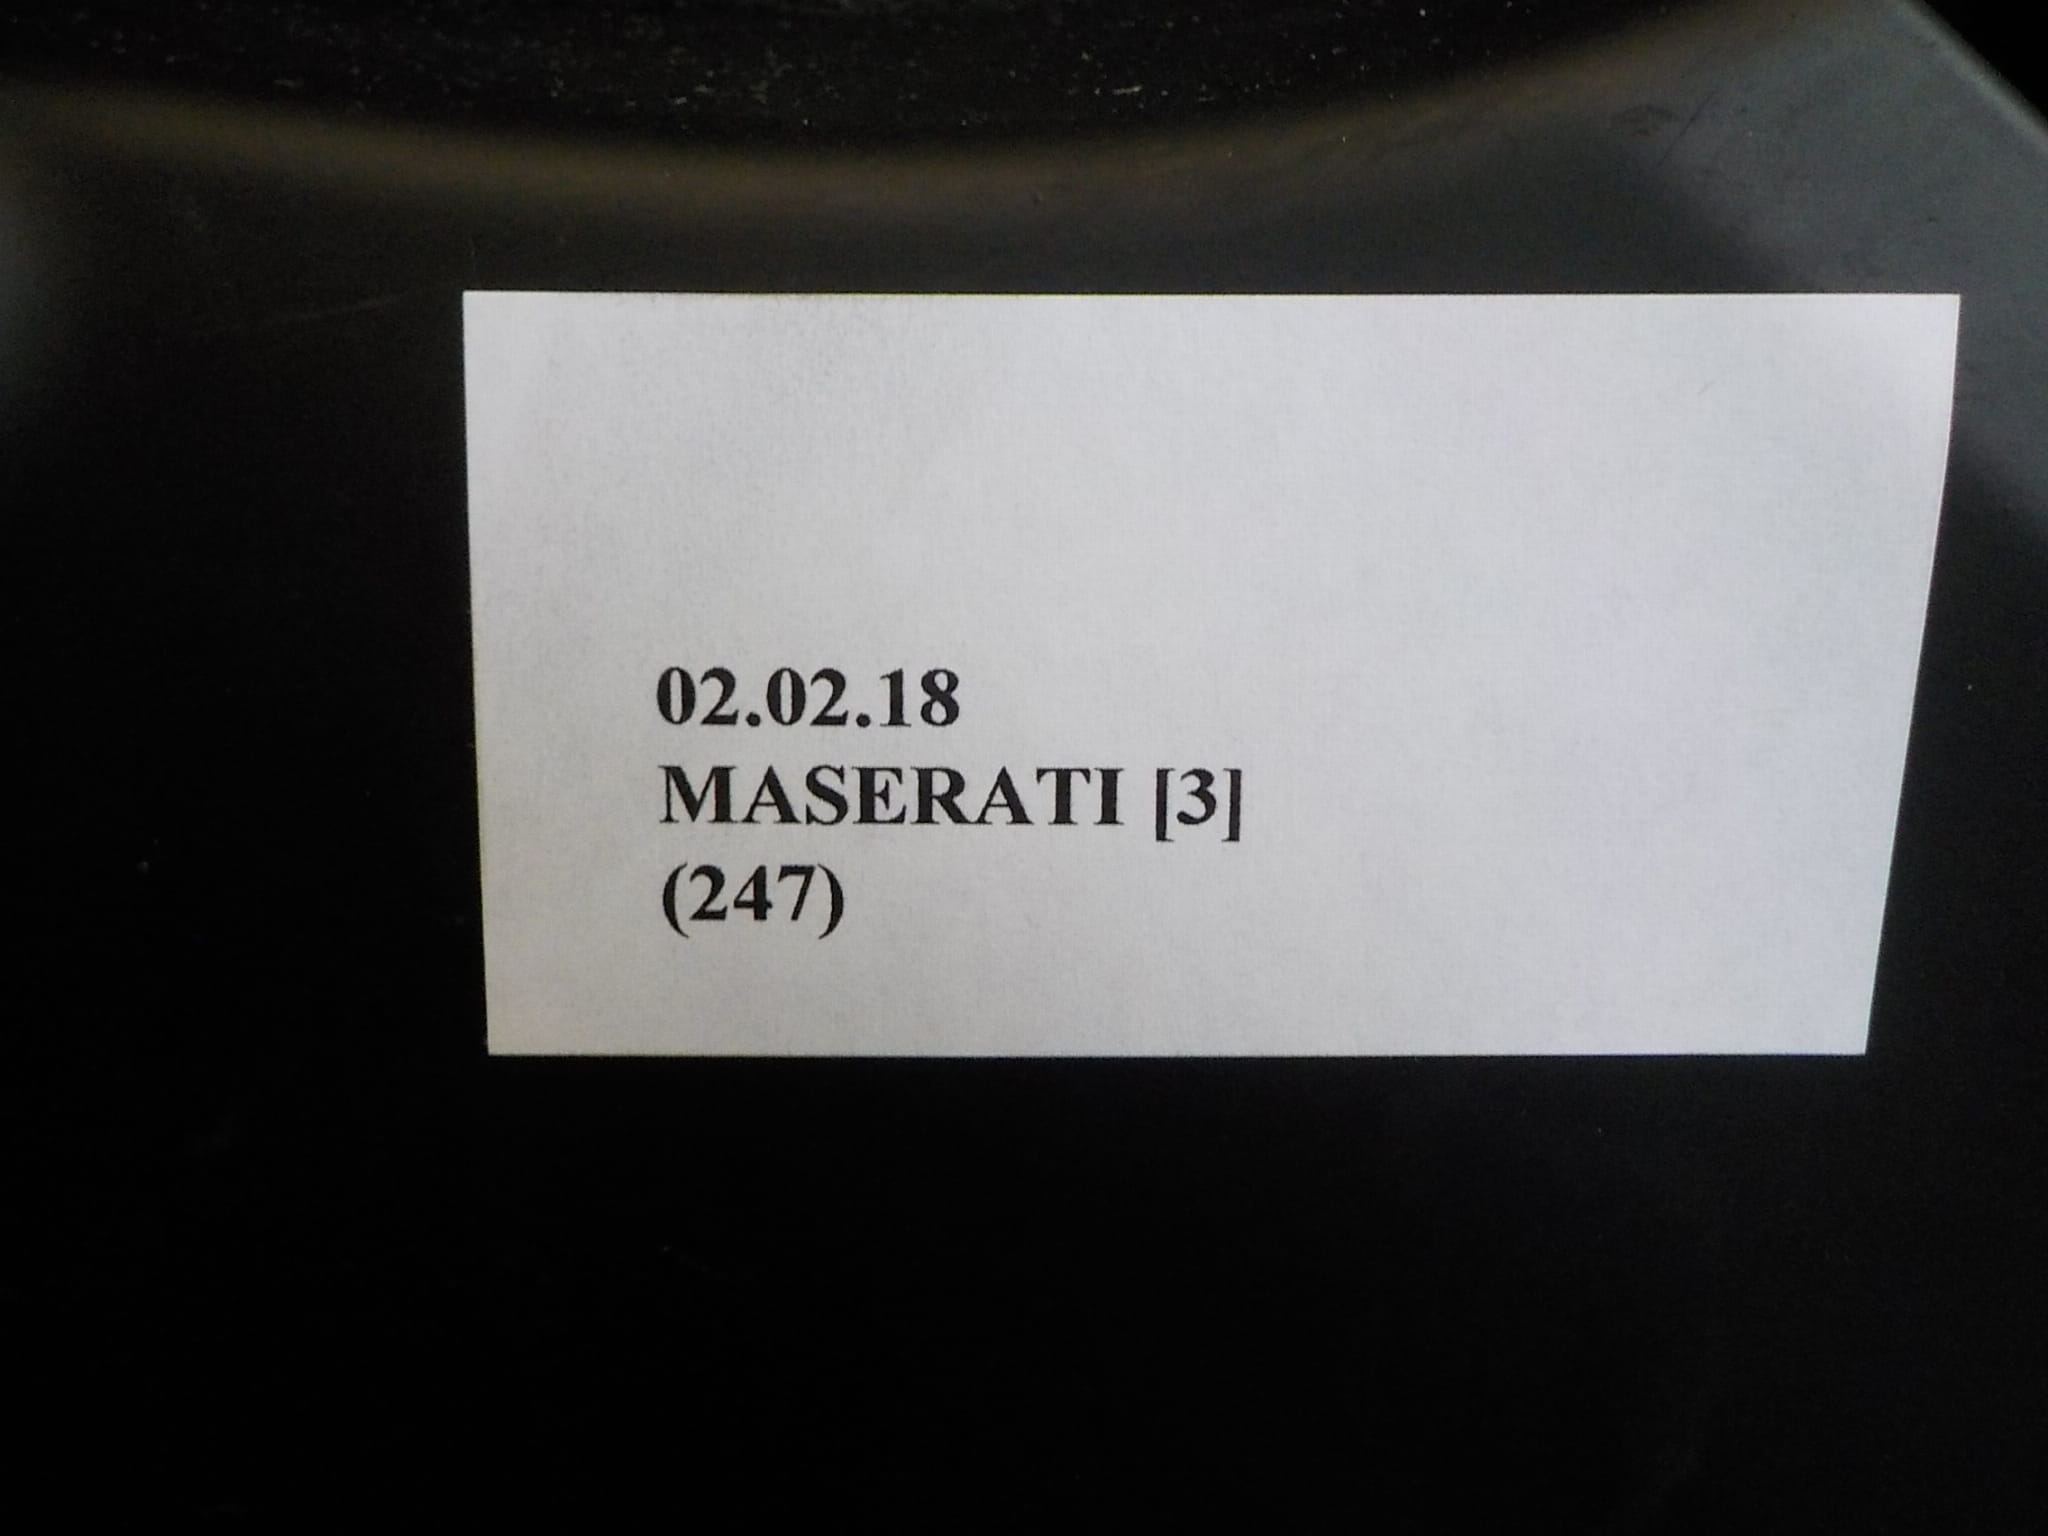 02.02.18
MASERATI [3]
(247)